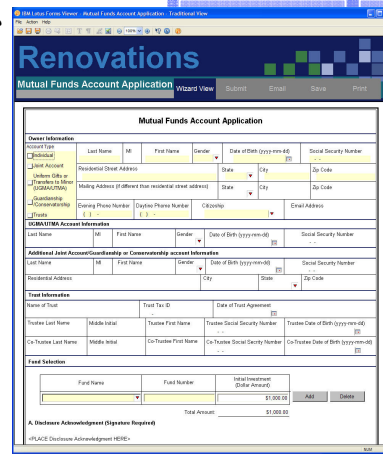 IBM Lotus Forms Viewer - Mutual Funds Account Application - Traditional View
File Action Help
100%
Renovations
Mutual Funds Account Application Wizard View Submit Email Save Print
Mutual Funds Account Application
Owner Information
Account Type
Individual
Joint Account
Uniform Gifts or Transfers to Minor (UGMA/UTMA)
Guardianship /Conservatorship
Trusts
Last Name MI First Name Gender Date of Birth (yyyy-mm-dd) Social Security Number
- -
Residential Street Address State City Zip Code
Mailing Address (if different than residential street address) State City Zip Code
Evening Phone Number Daytime Phone Number Citizenship Email Address
( ) - ( ) -
UGMA/UTMA Account Information
Last Name MI First Name Gender Date of Birth (yyyy-mm-dd) Social Security Number
- -
Additional Joint Account/Guardianship or Conservatorship account Information
Last Name MI First Name Gender Date of Birth (yyyy-mm-dd) Social Security Number
- -
Residential Address City State Zip Code
Trust Information
Name of Trust Trust Tax ID Date of Trust Agreement
-
Trustee Last Name Middle Initial Trustee First Name Trustee Social Security Number Trustee Date of Birth (yyyy-mm-dd)
- -
Co-Trustee Last Name Middle Initial Co-Trustee First Name Co-Trustee Social Secrity Number Co-Trustee Date of Birth (yyyy-mm-dd)
- -
Fund Selection
Fund Name Fund Number Initial Investment (Dollar Amount)
$1,000.00 Add Delete
Total Amount: $1,000.00
A. Disclosure Acknowledgment (Signature Required)
<PLACE Disclosure Acknowledgment HERE>
NUM